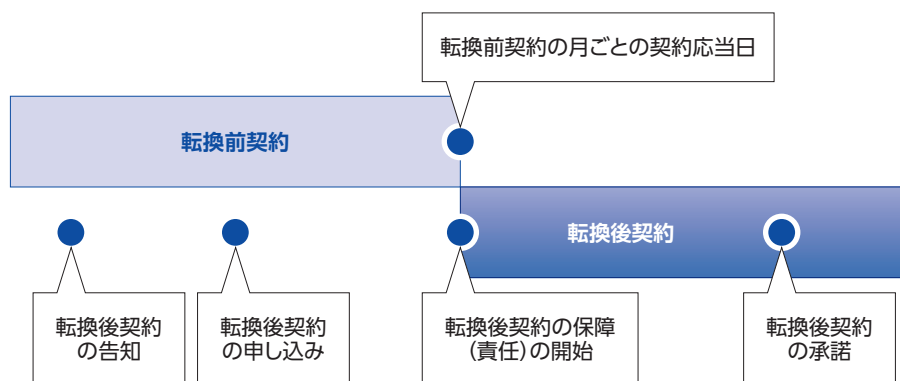 転換前契約の月ごとの契約応当日
転換前契約
転換後契約
転換後契約
の告知
転換後契約
の申し込み
転換後契約の保障
(責任)の開始
転換後契約
の承諾